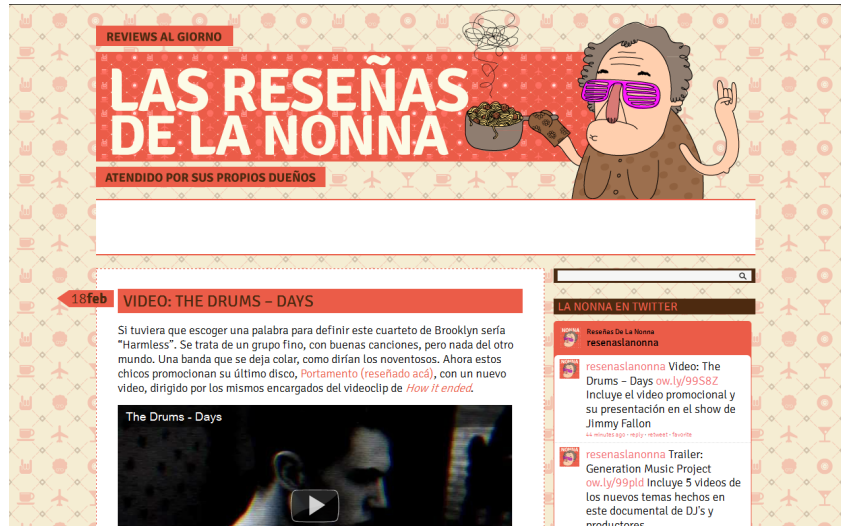 REVIEWS AL GIORNO
LAS RESEÑAS
DE LA NONNA
ATENDIDO POR SUS PROPIOS DUEÑOS
18feb
VIDEO: THE DRUMS – DAYS
Si tuviera que escoger una palabra para definir este cuarteto de Brooklyn sería
“Harmless”. Se trata de un grupo fino, con buenas canciones, pero nada del otro
mundo. Una banda que se deja colar, como dirían los noventosos. Ahora estos
chicos promocionan su último disco, Portamento (reseñado acá), con un nuevo
video, dirigido por los mismos encargados del videoclip de How it ended.
The Drums - Days
LA NONNA EN TWITTER
NONNA
Reseñas De La Nonna
resenaslanonna
resenaslanonna Video: The
Drums – Days ow.ly/99S8Z
Incluye el video promocional y
su presentación en el show de
Jimmy Fallon
44 minutes ago · reply · retweet · favorite
resenaslanonna Trailer:
Generation Music Project
ow.ly/99pld Incluye 5 videos de
los nuevos temas hechos en
este documental de DJ's y
productores